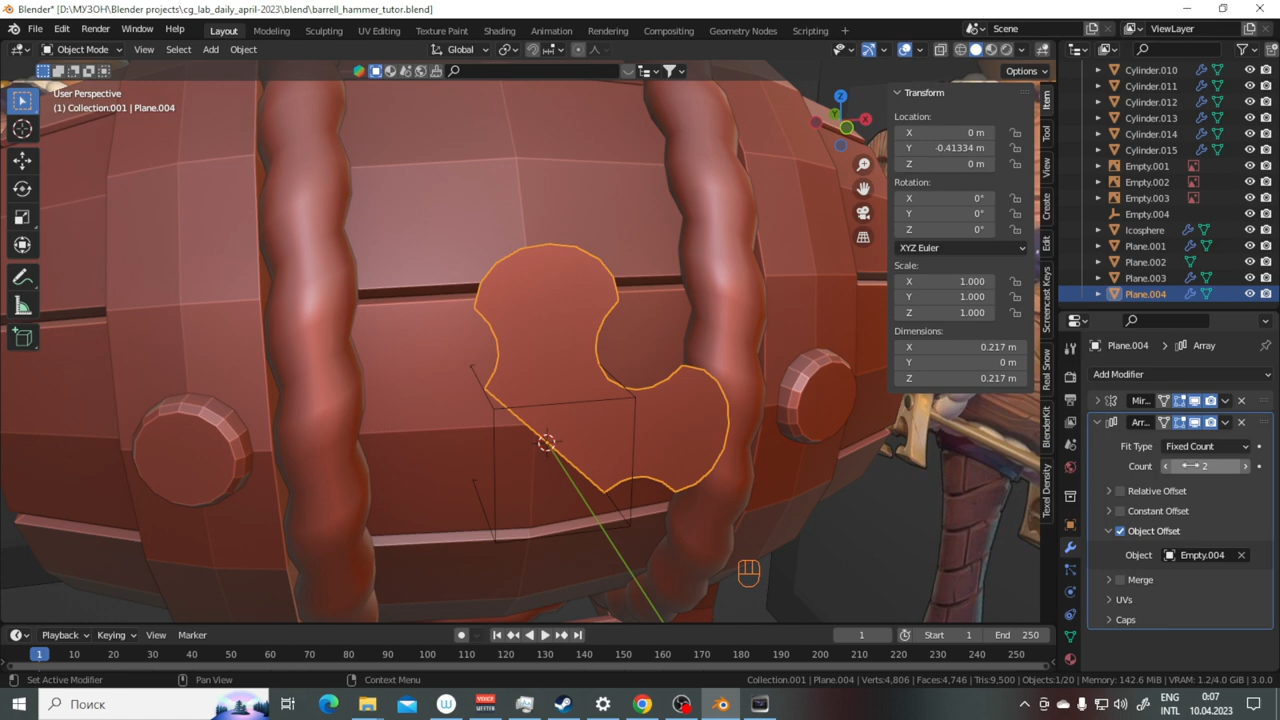 Blender* [D:\МУЗОН\Blender projects\cg_lab_daily_april-2023\blend\barrell_hammer_tutor.blend]
File Edit Render Window Help Layout Modeling Sculpting UV Editing Texture Paint Shading Animation Rendering Compositing Geometry Nodes Scripting + Scene ViewLayer
Object Mode View Select Add Object Global
Options
User Perspective
(1) Collection.001 | Plane.004
Z
X
Y
Transform
Location:
X 0 m
Y -0.41334 m
Z 0 m
Rotation:
X 0°
Y 0°
Z 0°
XYZ Euler
Scale:
X 1.000
Y 1.000
Z 1.000
Dimensions:
X 0.217 m
Y 0 m
Z 0.217 m
Item
Tool
View
Create
Edit
Screencast Keys
Real Snow
BlenderKit
Texel Density
Cylinder.010
Cylinder.011
Cylinder.012
Cylinder.013
Cylinder.014
Cylinder.015
Empty.001
Empty.002
Empty.003
Empty.004
Icosphere
Plane.001
Plane.002
Plane.003
Plane.004
Plane.004 > Array
Add Modifier
Mir...
Arr...
Fit Type Fixed Count
Count 2
Relative Offset
Constant Offset
Object Offset
Object Empty.004
Merge
UVs
Caps
Playback Keying View Marker 1 Start 1 End 250
1 10 20 30 40 50 60 70 80 90 100 110 120 130 140 150 160 170 180 190 200 210 220 230 240 250
Set Active Modifier Pan View Context Menu Collection.001 | Plane.004 | Verts:4,806 | Faces:4,746 | Tris:9,500 | Objects:1/20 | Memory: 142.6 MiB | VRAM: 1.2/4.0 GiB | 3.0.0
Поиск
VOICE
ENG
INTL
0:07
10.04.2023